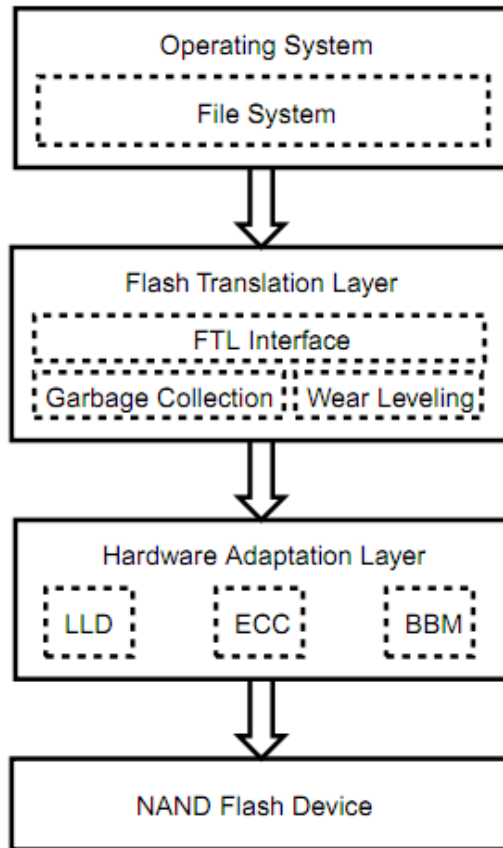 Operating System
File System
Flash Translation Layer
FTL Interface
Garbage Collection Wear Leveling
Hardware Adaptation Layer
LLD ECC BBM
NAND Flash Device